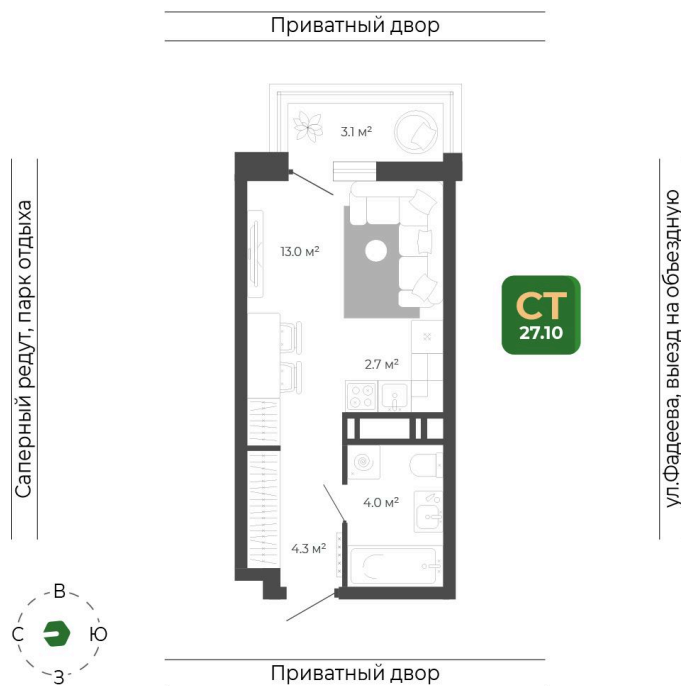 Приватный двор
3.1 м²
Саперный редут, парк отдыха
13.0 м²
ул.Фадеева, выезд на объездную
СТ
27.10
2.7 м²
4.0 м²
4.3 м²
В
С
Ю
З
Приватный двор